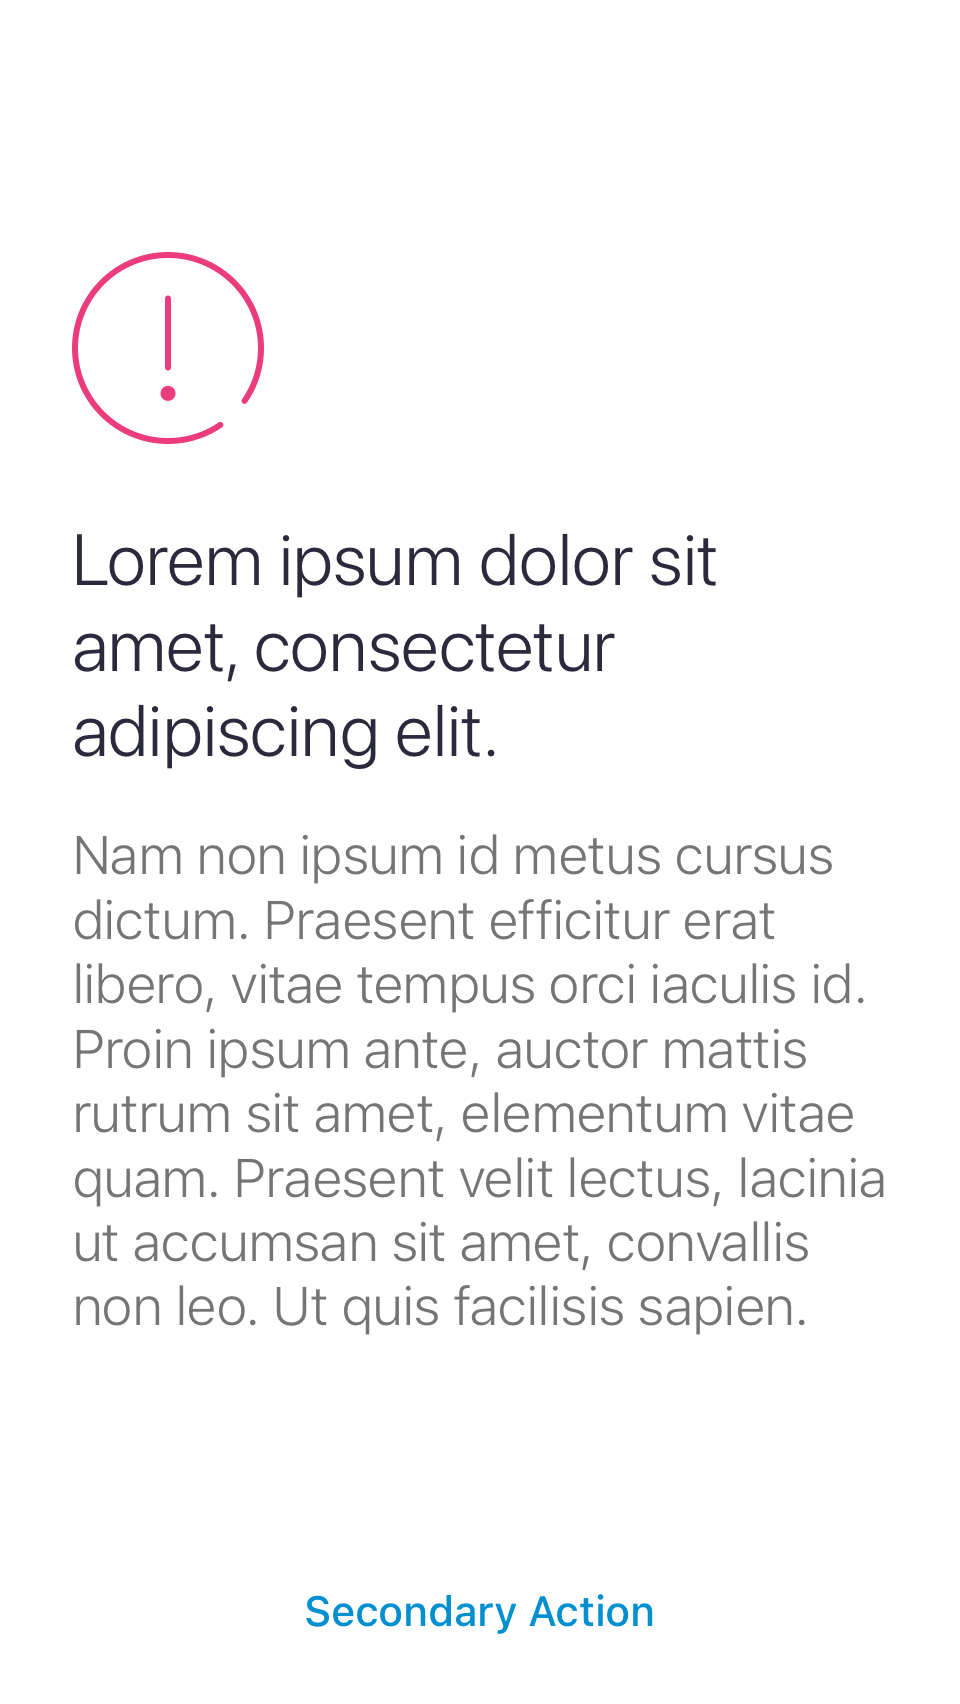 Lorem ipsum dolor sit
amet, consectetur
adipiscing elit.
Nam non ipsum id metus cursus
dictum. Praesent efficitur erat
libero, vitae tempus orci iaculis id.
Proin ipsum ante, auctor mattis
rutrum sit amet, elementum vitae
quam. Praesent velit lectus, lacinia
ut accumsan sit amet, convallis
non leo. Ut quis facilisis sapien.
Secondary Action